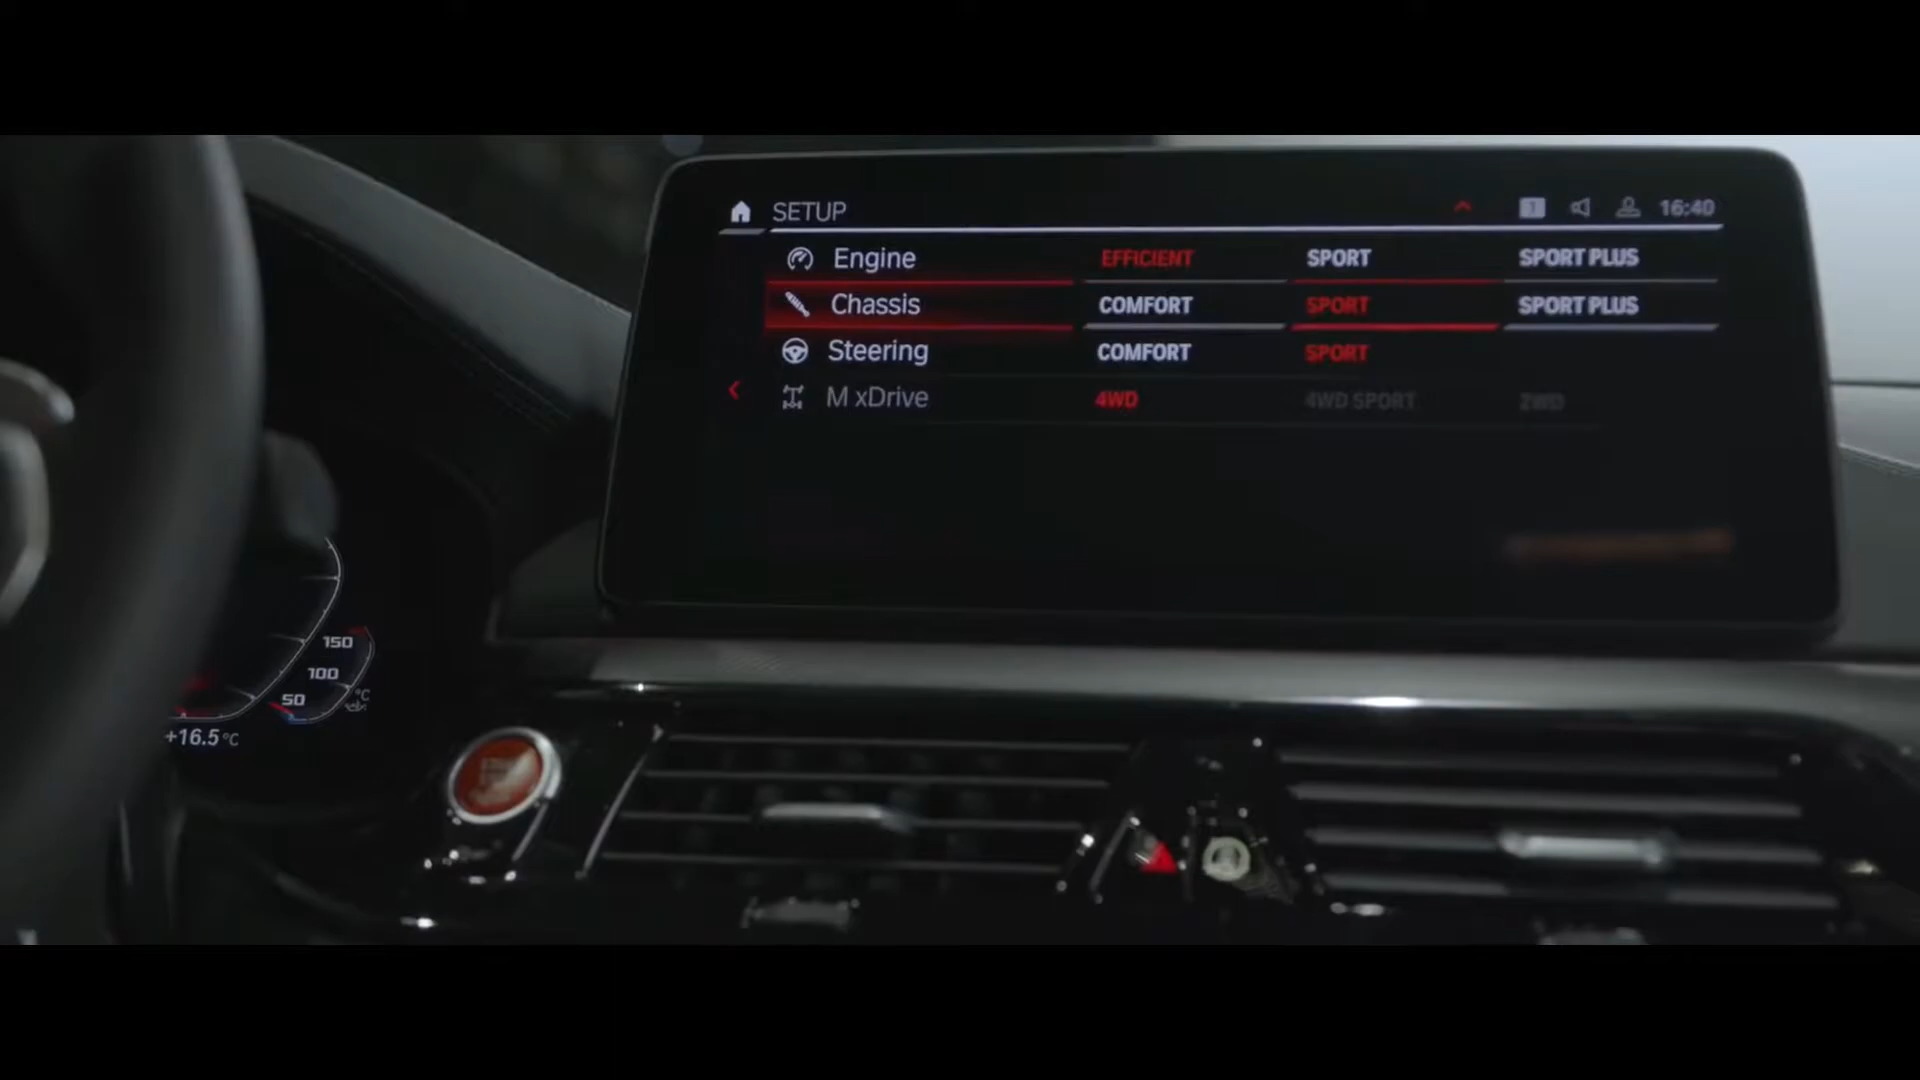 SETUP 1 16:40
Engine EFFICIENT SPORT SPORT PLUS
Chassis COMFORT SPORT SPORT PLUS
Steering COMFORT SPORT
M xDrive 4WD 4WD SPORT 2WD
150
100
50 °C
+16.5 °C